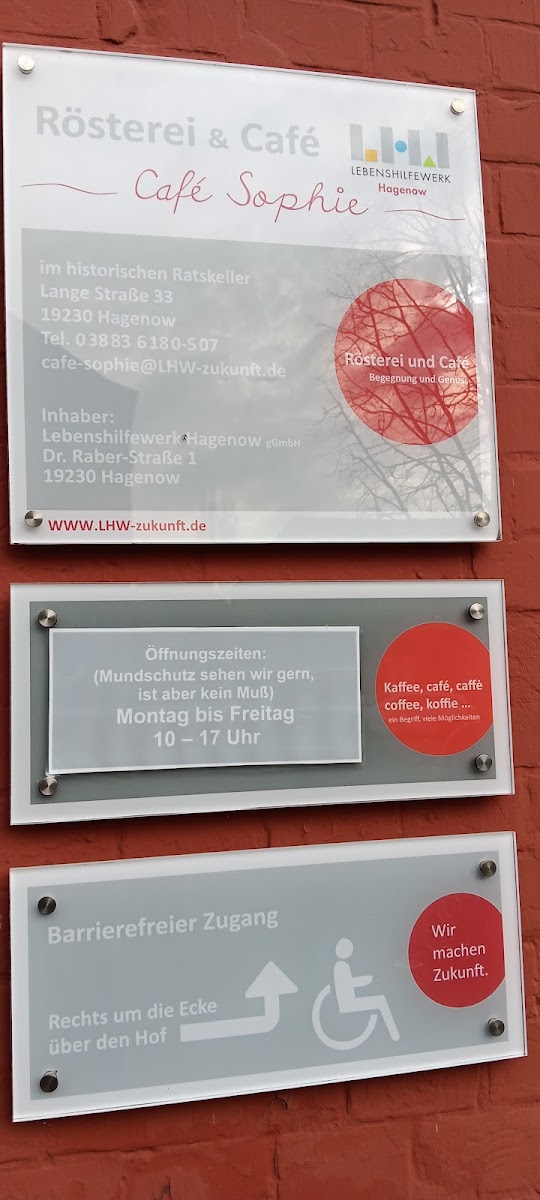 Rösterei & Café
LHW
LEBENSHILFEWERK
Hagenow
Café Sophie
im historischen Ratskeller
Lange Straße 33
19230 Hagenow
Tel. 03883 6180-507
cafe-sophie@LHW-zukunft.de
Rösterei und Café
Begegnung und Genuss
Inhaber:
Lebenshilfewerk Hagenow gGmbH
Dr. Raber-Straße 1
19230 Hagenow
WWW.LHW-zukunft.de
Öffnungszeiten:
(Mundschutz sehen wir gern,
ist aber kein Muß)
Montag bis Freitag
10 – 17 Uhr
Kaffee, café, caffè
coffee, koffie ...
ein Begriff, viele Möglichkeiten
Barrierefreier Zugang
Rechts um die Ecke
über den Hof
Wir
machen
Zukunft.